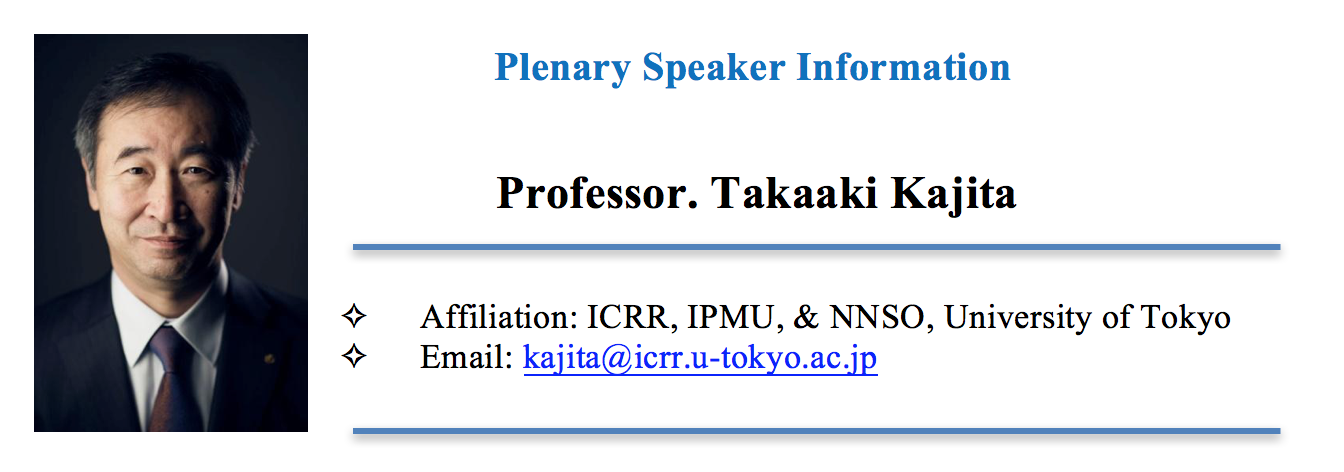 Plenary Speaker Information
Professor. Takaaki Kajita
Affiliation: ICRR, IPMU, & NNSO, University of Tokyo
Email: kajita@icrr.u-tokyo.ac.jp